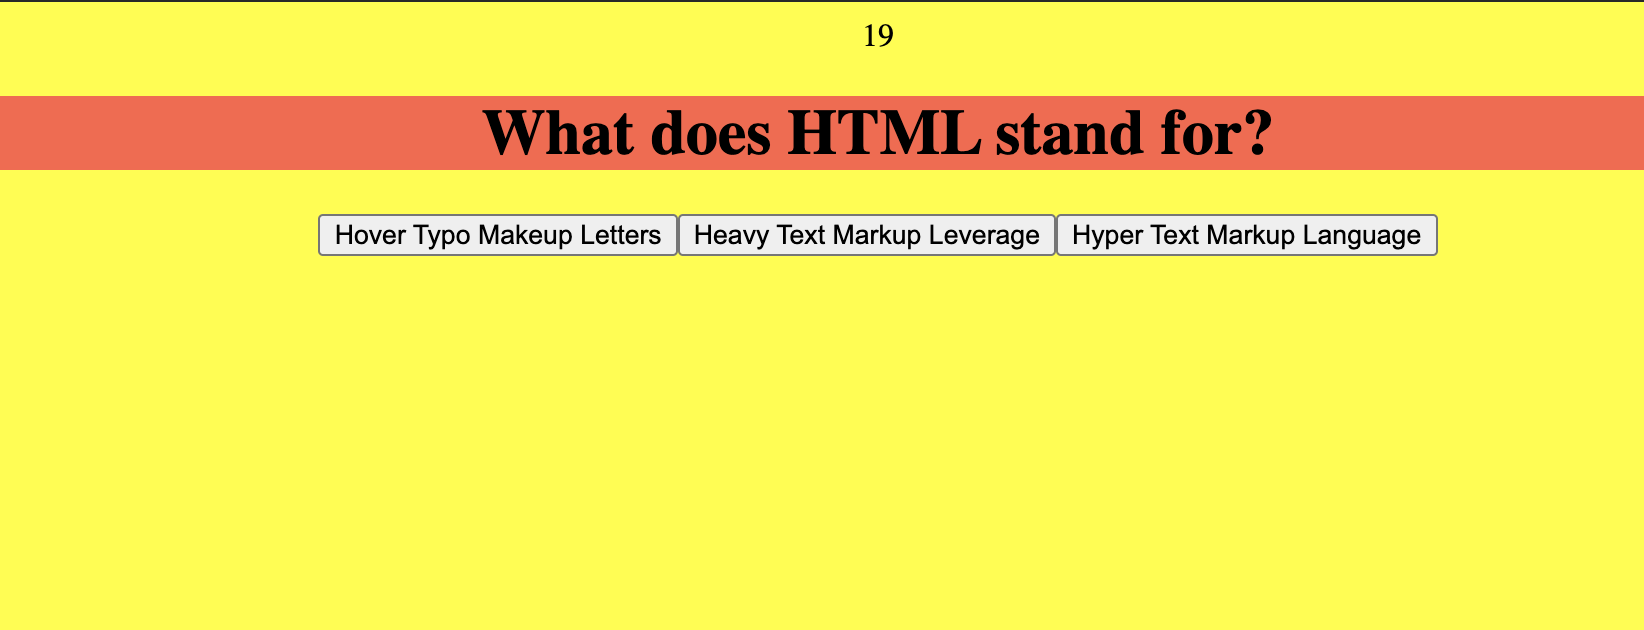 19
What does HTML stand for?
Hover Typo Makeup Letters Heavy Text Markup Leverage Hyper Text Markup Language